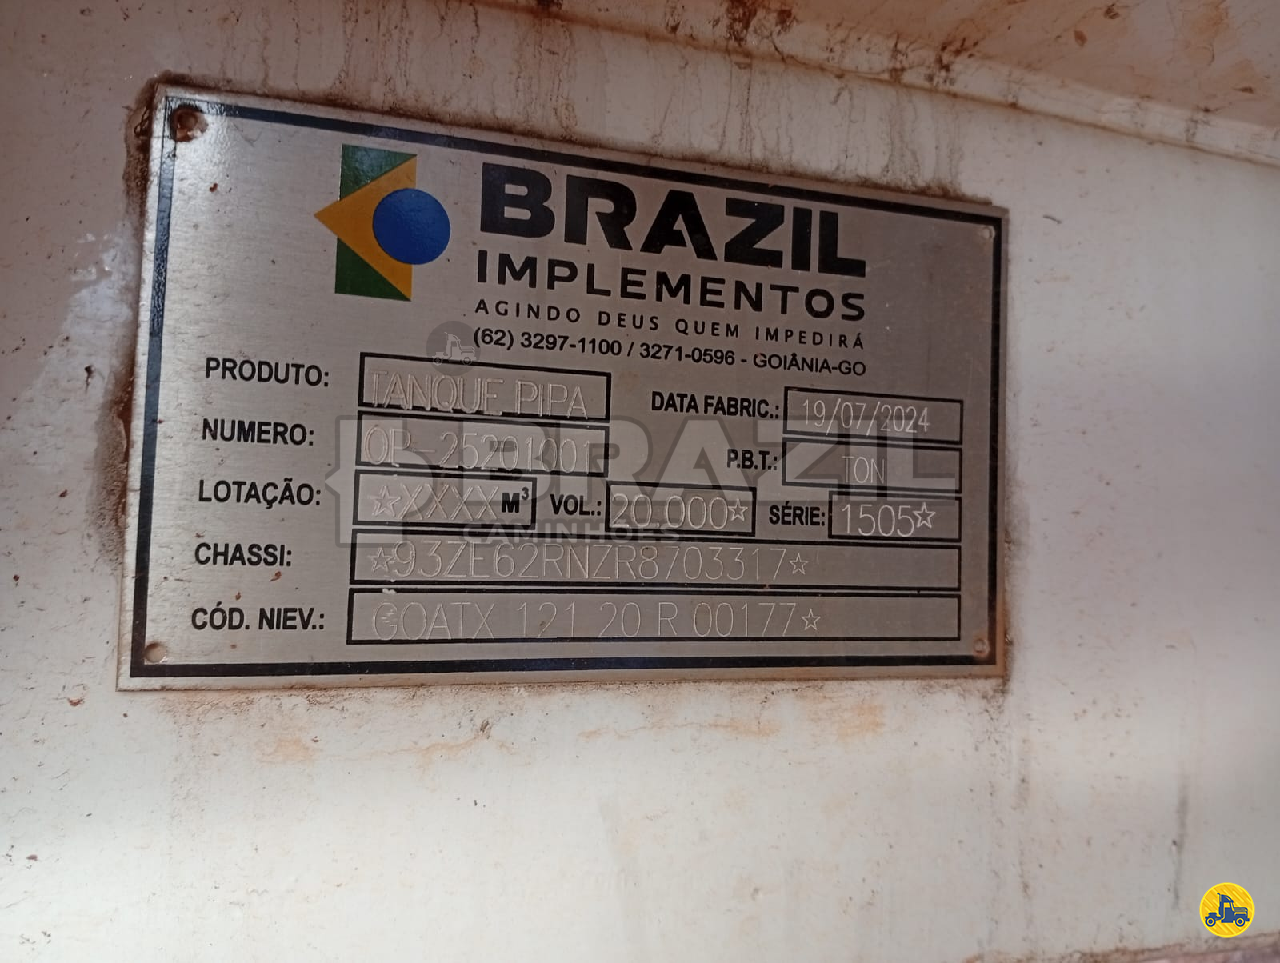 BRAZIL
IMPLEMENTOS
AGINDO DEUS QUEM IMPEDIRÁ
(62) 3297-1100 / 3271-0596 - GOIÂNIA-GO
PRODUTO: TANQUE PIPA DATA FABRIC.: 19/07/2024
NUMERO: OP-25201001 P.B.T.: TON
LOTAÇÃO: ☆XXXX M³ VOL.: 20.000☆ SÉRIE: 1505☆
CHASSI: ☆93ZE62RNZR8703317☆
CÓD. NIEV.: GOATX 121 20 R 00177☆
BRAZIL
CAMINHÕES